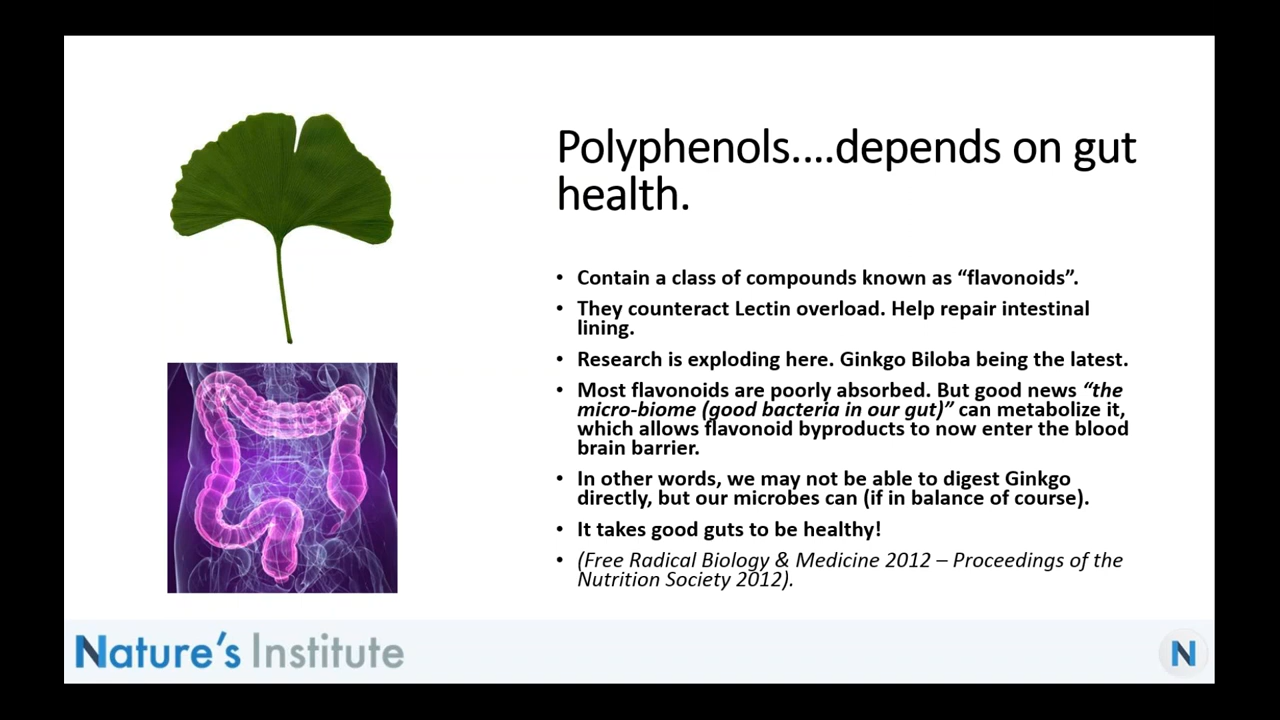 Polyphenols....depends on gut
health.
• Contain a class of compounds known as “flavonoids”.
• They counteract Lectin overload. Help repair intestinal
lining.
• Research is exploding here. Ginkgo Biloba being the latest.
• Most flavonoids are poorly absorbed. But good news “the
micro-biome (good bacteria in our gut)” can metabolize it,
which allows flavonoid byproducts to now enter the blood
brain barrier.
• In other words, we may not be able to digest Ginkgo
directly, but our microbes can (if in balance of course).
• It takes good guts to be healthy!
• (Free Radical Biology & Medicine 2012 – Proceedings of the
Nutrition Society 2012).
Nature’s Institute
N